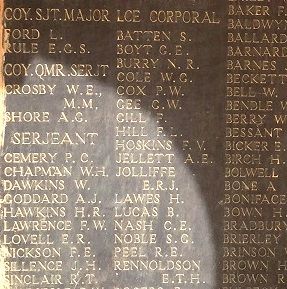 COY. SJT. MAJOR
FORD L.
RULE E.G.S.
COY. QMR. SERJT
CROSBY W.E.,
M.M.
SHORE A.G.
SERJEANT
CEMERY P.C.
CHAPMAN W.H.
DAWKINS W.
GODDARD A.J.
HAWKINS H.R.
LAWRENCE F.W.
LOVELL E.R.
NICKSON F.E.
SILLENCE J.H.
SINCLAIR R.T.
LCE. CORPORAL
BATTEN S.
BOYT G.E.
BURRY N.R.
COLE W.G.
COX P.W.
GEE G.W.
GILL F.
HILL F.L.
HOSKINS F.V.
JELLETT A.E.
JOLLIFFE
E.R.J.
LAWES H.
LUCAS B.
NASH C.E.
NOBLE S.G.
PEEL R.E.
RENNOLDSON
E.T.H.
BAKER
BALDWY
BALLARD
BARNARD
BARNES
BECKETT
BELL W.
BENDLE
BERRY W
BESSANT
BICKER E.
BIRCH H.
BOLWELL
BONE A
BONIFACE
BOWN H
BRADBURY
BRIERLEY
BRINSON
BROWN H
BROWN R